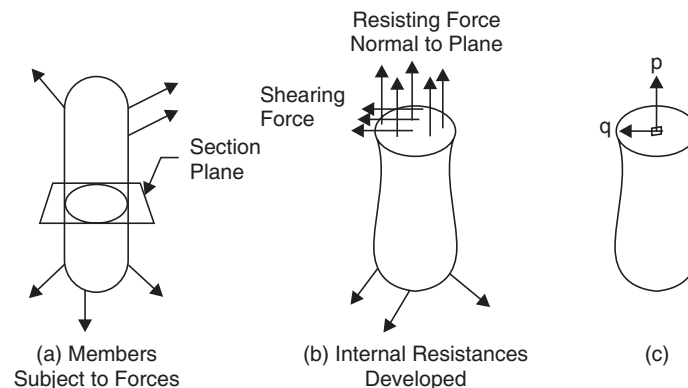 Resisting Force
Normal to Plane
Shearing
Force
Section
Plane
p
q
(a) Members
Subject to Forces
(b) Internal Resistances
Developed
(c)